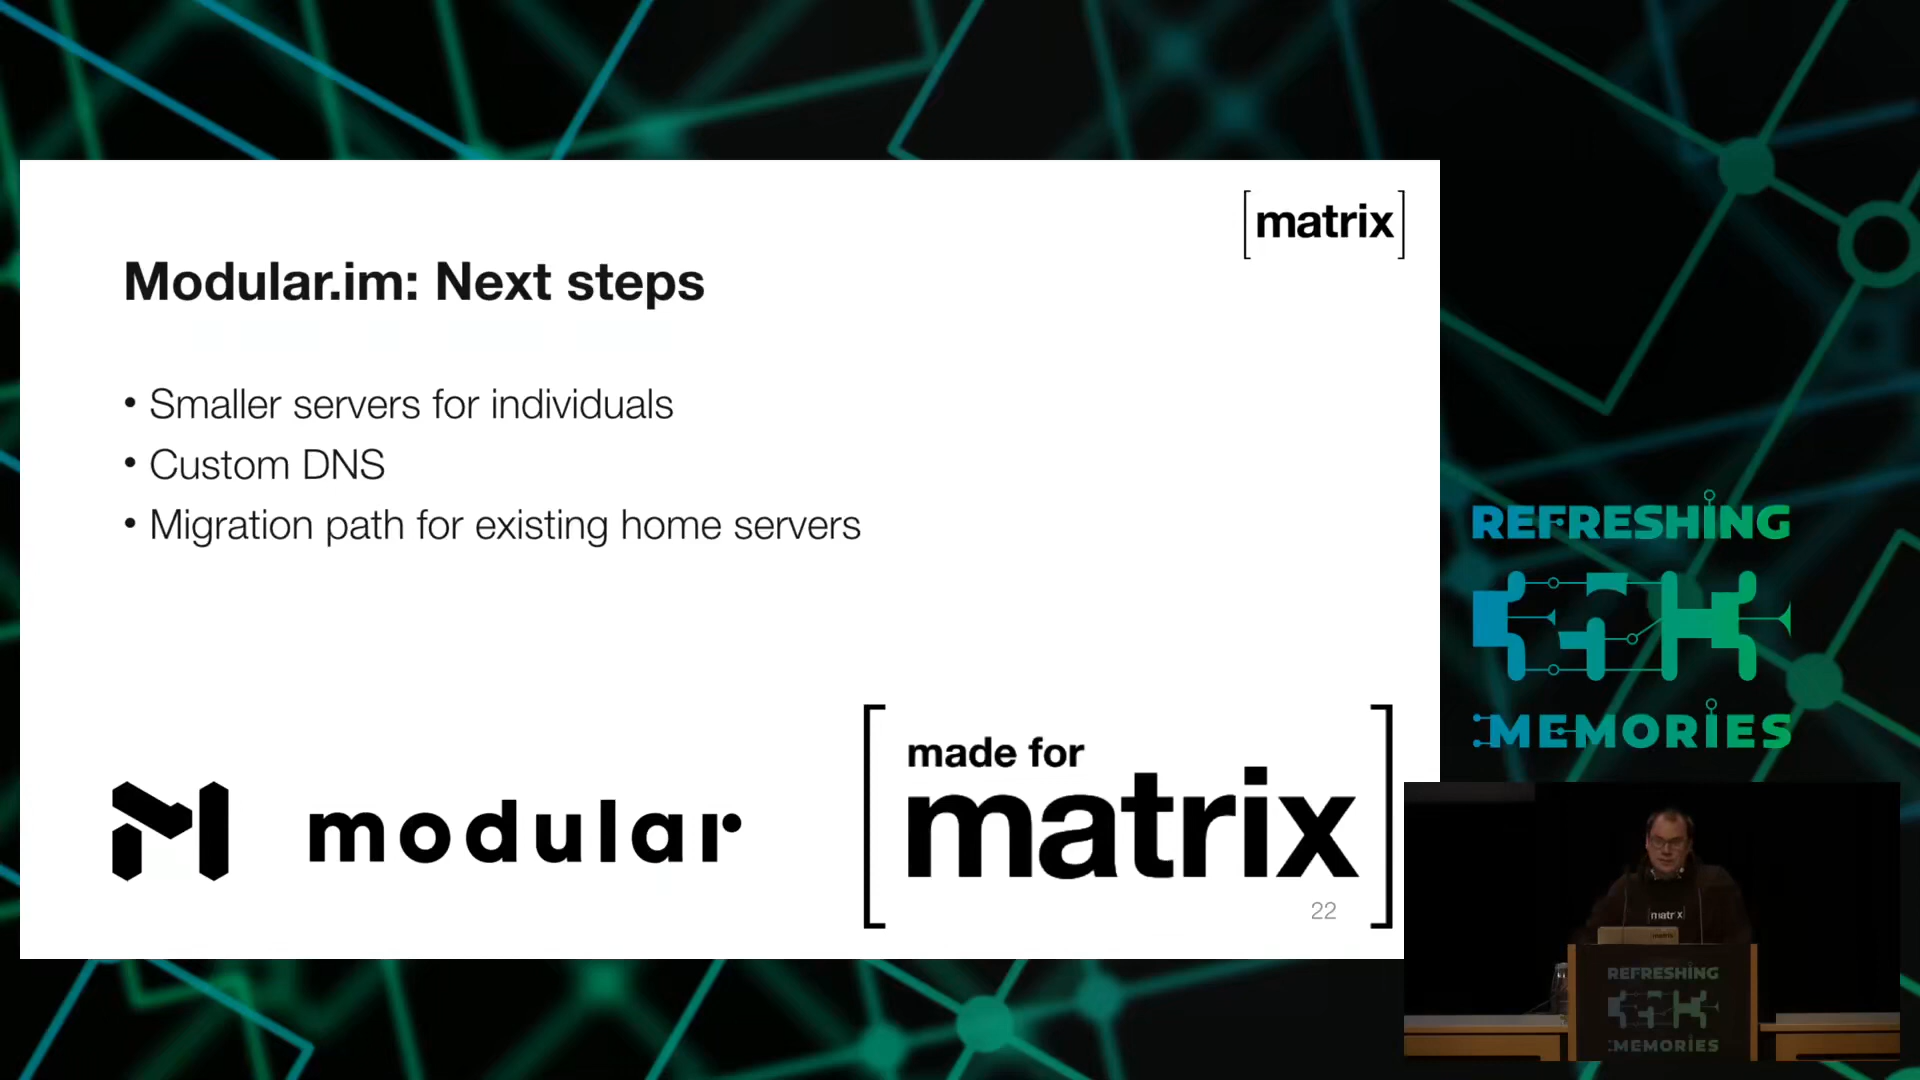 [matrix]
Modular.im: Next steps
• Smaller servers for individuals
• Custom DNS
• Migration path for existing home servers
modular
made for
matrix
22
REFRESHING
MEMORIES
matrix
REFRESHING
MEMORIES